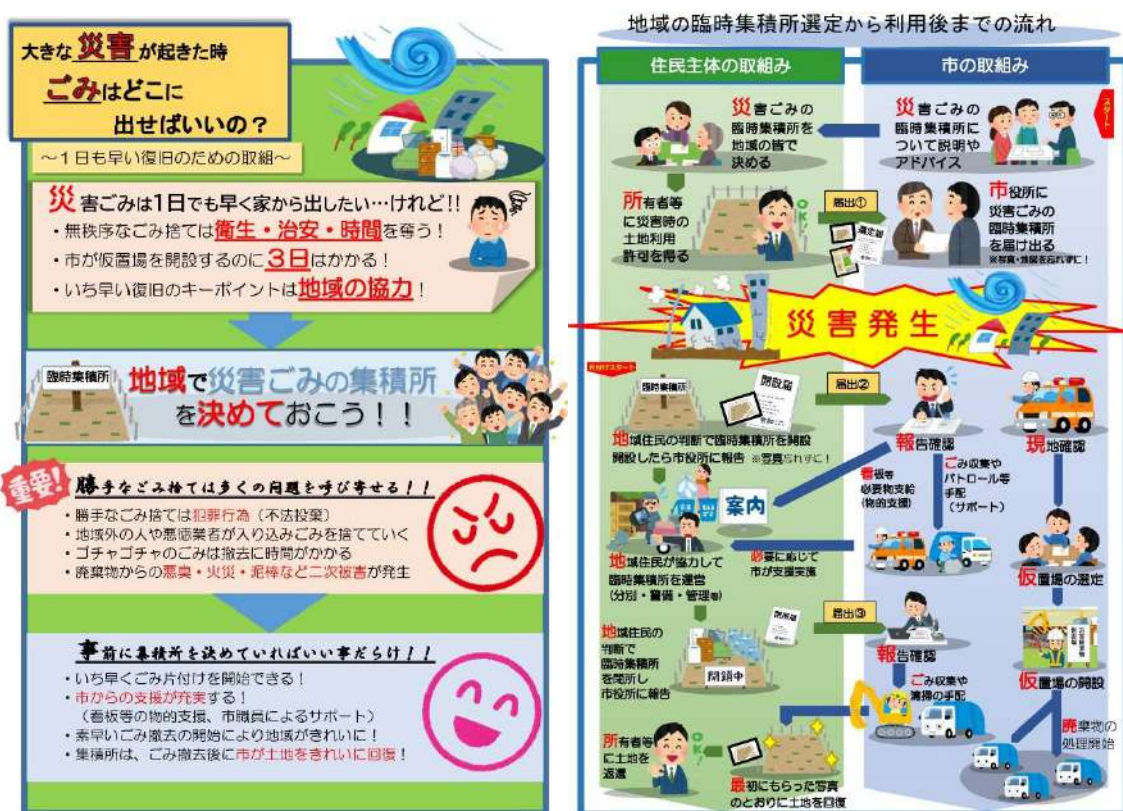 大きな災害が起きた時
ごみはどこに
出せばいいの？
～1日も早い復旧のための取組～
災害ごみは1日でも早く家から出したい…けれど!!
・無秩序なごみ捨ては衛生・治安・時間を奪う！
・市が仮置場を開設するのに3日はかかる！
・いち早い復旧のキーポイントは地域の協力！
臨時集積所
地域で災害ごみの集積所
を決めておこう！！
重要!
勝手なごみ捨ては多くの問題を呼び寄せる！！
・勝手なごみ捨ては犯罪行為（不法投棄）
・地域外の人や悪徳業者が入り込みごみを捨てていく
・ゴチャゴチャのごみは撤去に時間がかかる
・廃棄物からの悪臭・火災・泥棒など二次被害が発生
事前に集積所を決めていればいい事だらけ！！
・いち早くごみ片付けを開始できる！
・市からの支援が充実する！
（看板等の物的支援、市職員によるサポート）
・素早いごみ撤去の開始により地域がきれいに！
・集積所は、ごみ撤去後に市が土地をきれいに回復！
地域の臨時集積所選定から利用後までの流れ
住民主体の取組み
市の取組み
スタート
災害ごみの
臨時集積所を
地域の皆で
決める
災害ごみの
臨時集積所に
ついて説明や
アドバイス
所有者等
に災害時の
土地利用
許可を得る
OK!
届出①
選定届
市役所に
災害ごみの
臨時集積所
を届け出る
※写真・地図を忘れずに！
災害発生
片付けスタート
臨時集積所
開設届
届出②
地域住民の判断で臨時集積所を開設
開設したら市役所に報告 ※写真忘れずに！
報告確認
現地確認
看板等
必要物支給
(物的支援)
ごみ収集や
パトロール等
手配
(サポート)
案内
地域住民が協力して
臨時集積所を運営
(分別・警備・管理等)
必要に応じて
市が支援実施
仮置場の選定
地域住民の
判断で
臨時集積所
を閉所し
市役所に報告
閉鎖中
閉所届
届出③
報告確認
ごみ収集や
清掃の手配
仮置場の開設
廃棄物の
処理開始
所有者等
に土地を
返還
OK!
最初にもらった写真
のとおりに土地を回復